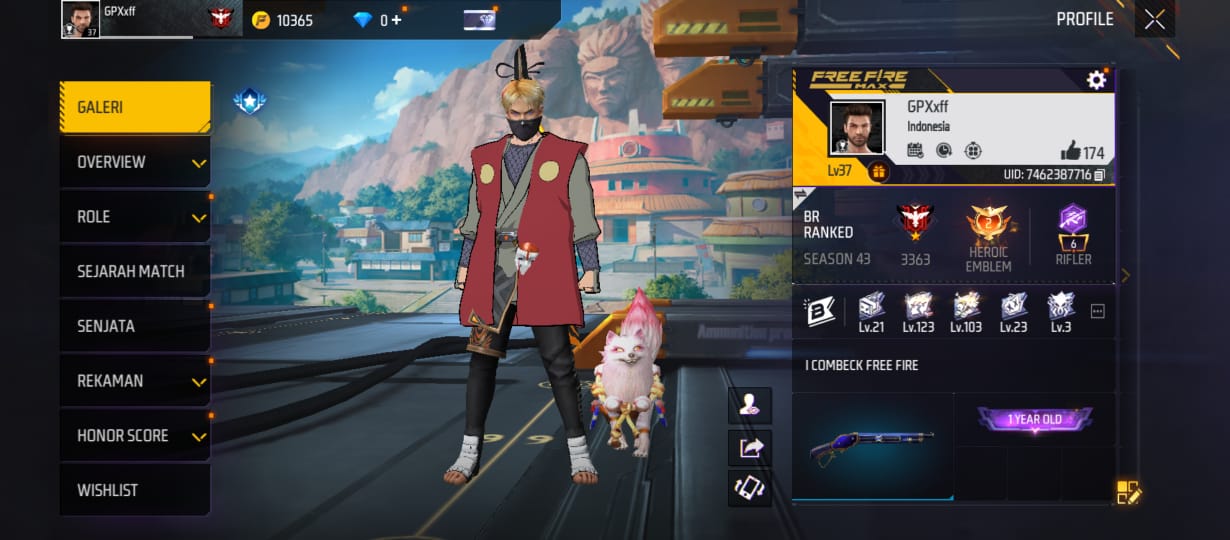 GPXxff
37
10365
0 +
PROFILE
GALERI
OVERVIEW
ROLE
SEJARAH MATCH
SENJATA
REKAMAN
HONOR SCORE
WISHLIST
FREE FIRE
MAX
GPXxff
Indonesia
174
Lv37
UID: 7462387716
BR
RANKED
SEASON 43
3363
2
HEROIC
EMBLEM
6
RIFLER
B
Lv.21
Lv.123
Lv.103
Lv.23
Lv.3
I COMBECK FREE FIRE
1 YEAR OLD
99